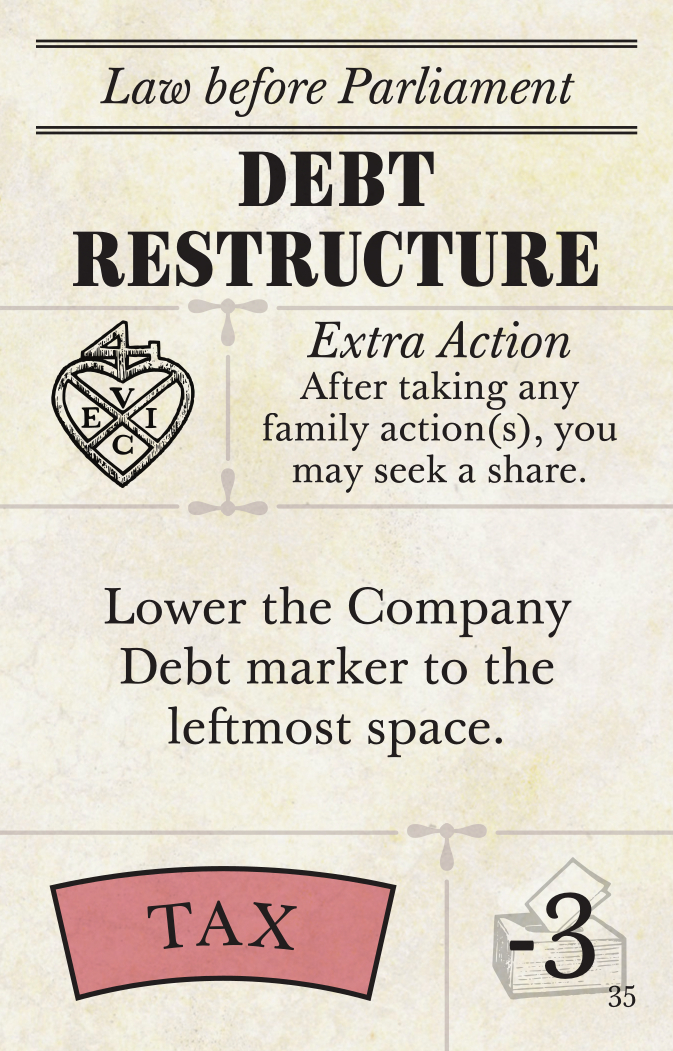 Law before Parliament
DEBT
RESTRUCTURE
V
E I
C
Extra Action
After taking any
family action(s), you
may seek a share.
Lower the Company
Debt marker to the
leftmost space.
TAX
-3
35